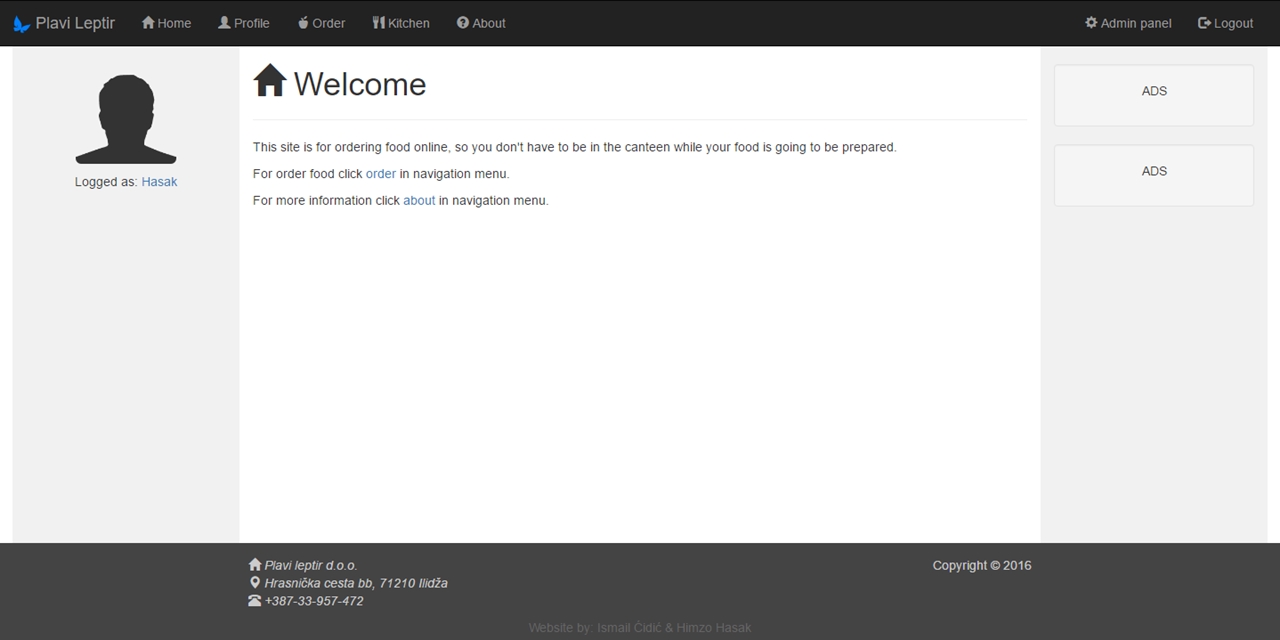 Plavi Leptir Home Profile Order Kitchen About Admin panel Logout
Logged as: Hasak
Welcome
This site is for ordering food online, so you don't have to be in the canteen while your food is going to be prepared.
For order food click order in navigation menu.
For more information click about in navigation menu.
ADS
ADS
Plavi leptir d.o.o.
Hrasnička cesta bb, 71210 Ilidža
+387-33-957-472
Copyright © 2016
Website by: Ismail Čidić & Himzo Hasak